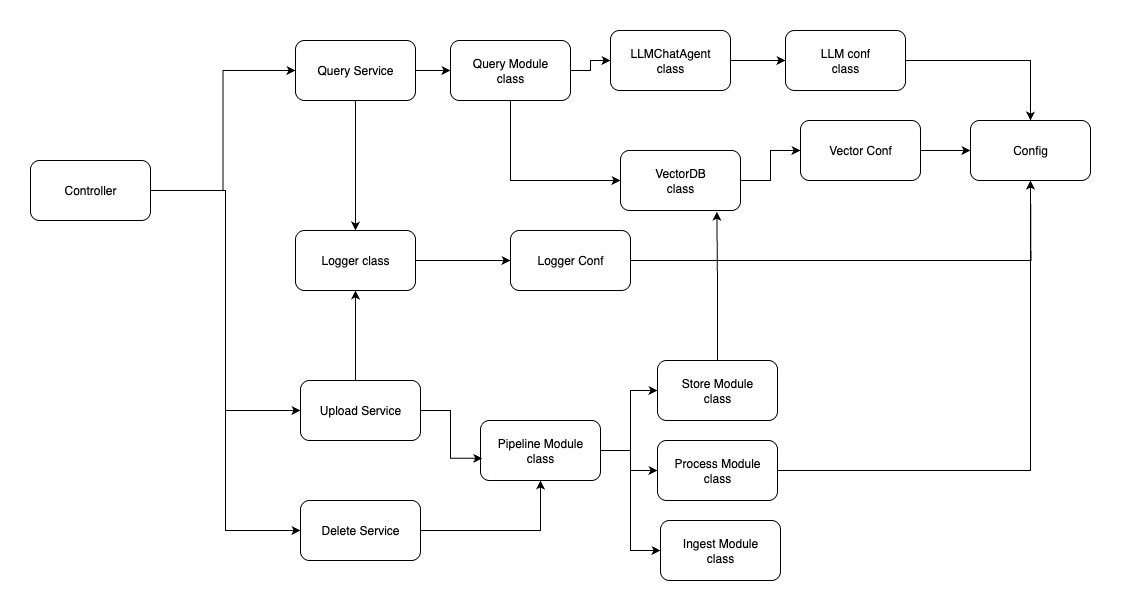 Query Service
Query Module
class
LLMChatAgent
class
LLM conf
class
Controller
VectorDB
class
Vector Conf
Config
Logger class
Logger Conf
Upload Service
Pipeline Module
class
Store Module
class
Process Module
class
Delete Service
Ingest Module
class